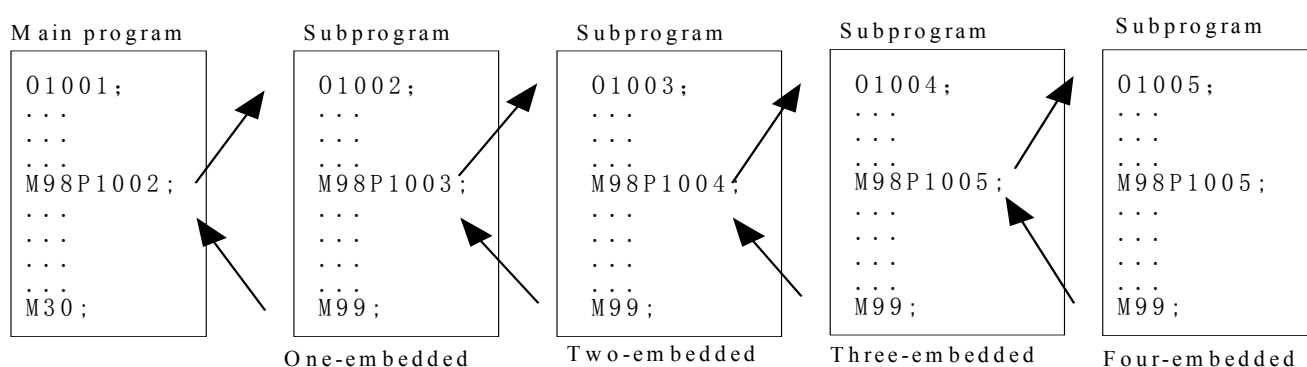 Main program
O1001;
...
...
...
M98P1002;
...
...
...
...
M30;
Subprogram
O1002;
...
...
...
M98P1003;
...
...
...
...
M99;
One-embedded
Subprogram
O1003;
...
...
...
M98P1004;
...
...
...
...
M99;
Two-embedded
Subprogram
O1004;
...
...
...
M98P1005;
...
...
...
...
M99;
Three-embedded
Subprogram
O1005;
...
...
...
M98P1005;
...
...
...
...
M99;
Four-embedded